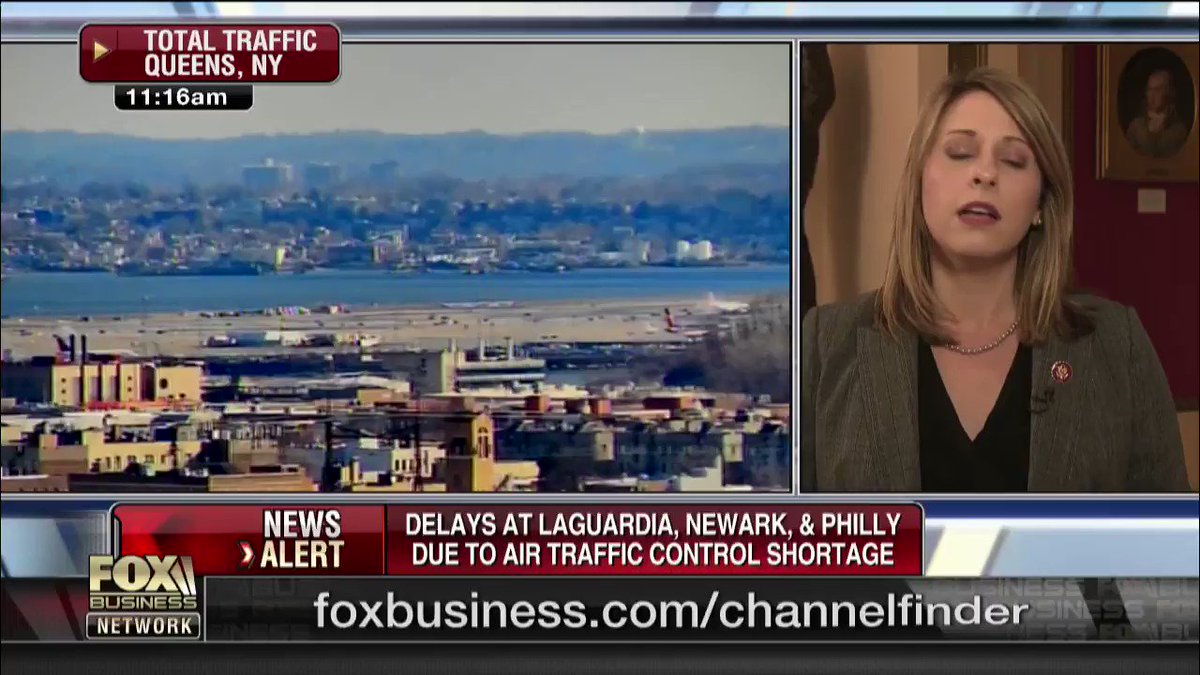 TOTAL TRAFFIC
QUEENS, NY
11:16am
NEWS
ALERT
DELAYS AT LAGUARDIA, NEWARK, & PHILLY
DUE TO AIR TRAFFIC CONTROL SHORTAGE
FOX
BUSINESS
NETWORK
foxbusiness.com/channelfinder